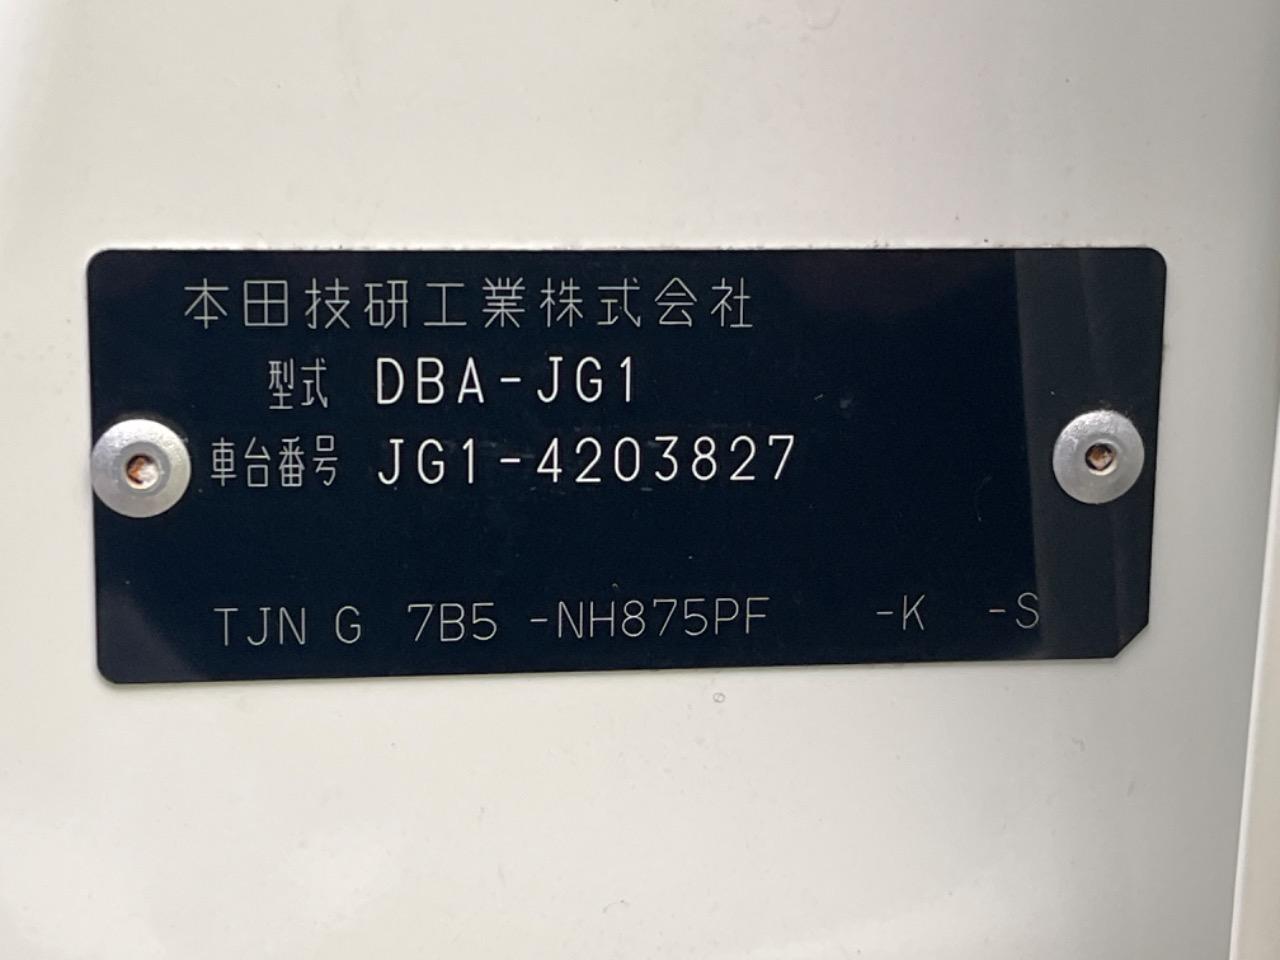 本田技研工業株式会社
型式 DBA-JG1
車台番号 JG1-4203827
TJN G 7B5 -NH875PF -K -S